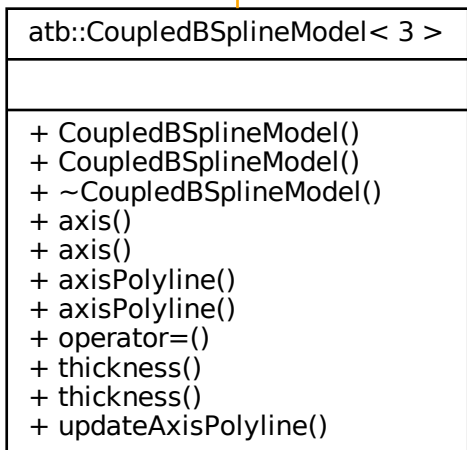 atb::CoupledBSplineModel< 3 >
+ CoupledBSplineModel()
+ CoupledBSplineModel()
+ ~CoupledBSplineModel()
+ axis()
+ axis()
+ axisPolyline()
+ axisPolyline()
+ operator=()
+ thickness()
+ thickness()
+ updateAxisPolyline()